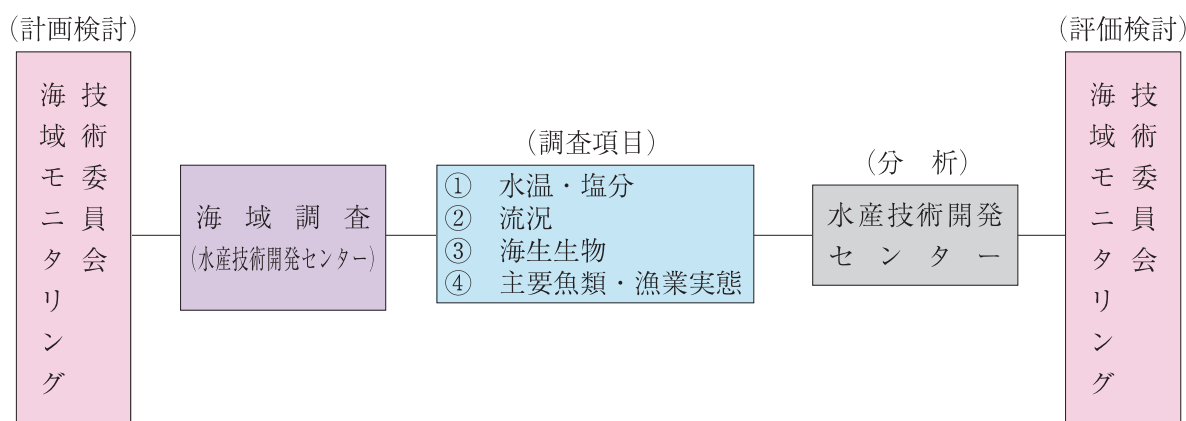 (計画検討)
海域モニタリング
技術委員会
海域調査
(水産技術開発センター)
(調査項目)
① 水温・塩分
② 流況
③ 海生生物
④ 主要魚類・漁業実態
(分 析)
水産技術開発
センター
(評価検討)
海域モニタリング
技術委員会